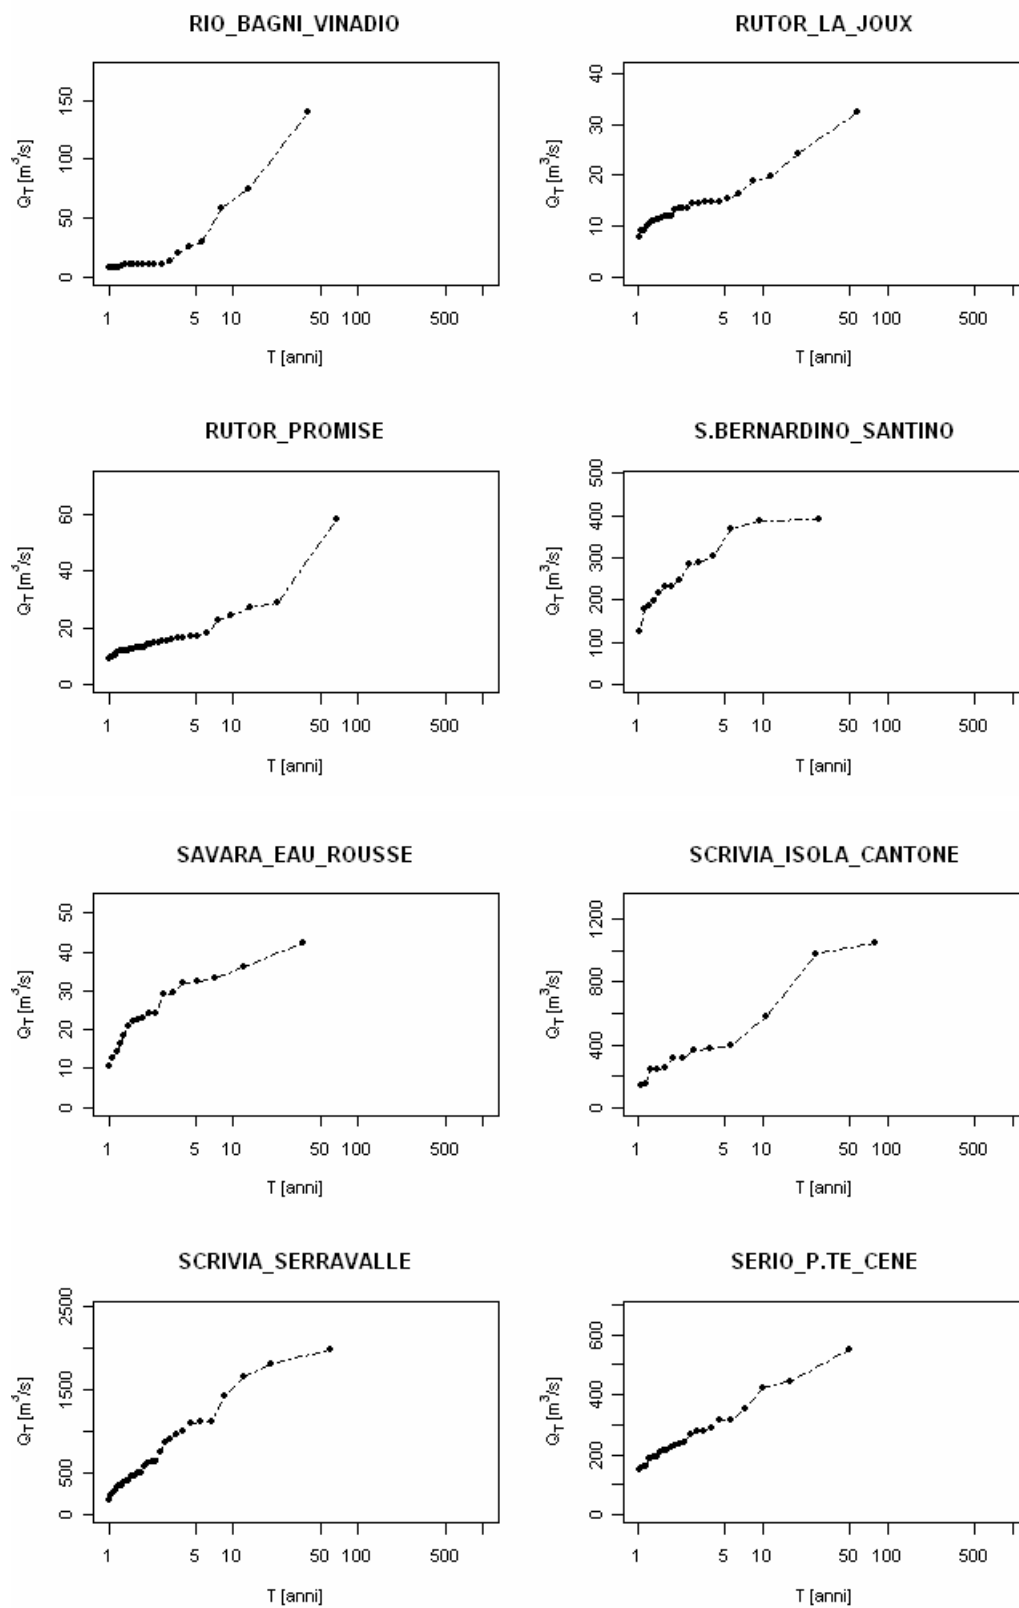 RIO_BAGNI_VINADIO
Q_T [m^3/s]
150
100
50
0
1 5 10 50 100 500
T [anni]
RUTOR_LA_JOUX
Q_T [m^3/s]
40
30
20
10
0
1 5 10 50 100 500
T [anni]
RUTOR_PROMISE
Q_T [m^3/s]
60
40
20
0
1 5 10 50 100 500
T [anni]
S.BERNARDINO_SANTINO
Q_T [m^3/s]
500
400
300
200
100
0
1 5 10 50 100 500
T [anni]
SAVARA_EAU_ROUSSE
Q_T [m^3/s]
50
40
30
20
10
0
1 5 10 50 100 500
T [anni]
SCRIVIA_ISOLA_CANTONE
Q_T [m^3/s]
1200
800
400
0
1 5 10 50 100 500
T [anni]
SCRIVIA_SERRAVALLE
Q_T [m^3/s]
2500
1500
500
0
1 5 10 50 100 500
T [anni]
SERIO_P.TE_CENE
Q_T [m^3/s]
600
400
200
0
1 5 10 50 100 500
T [anni]